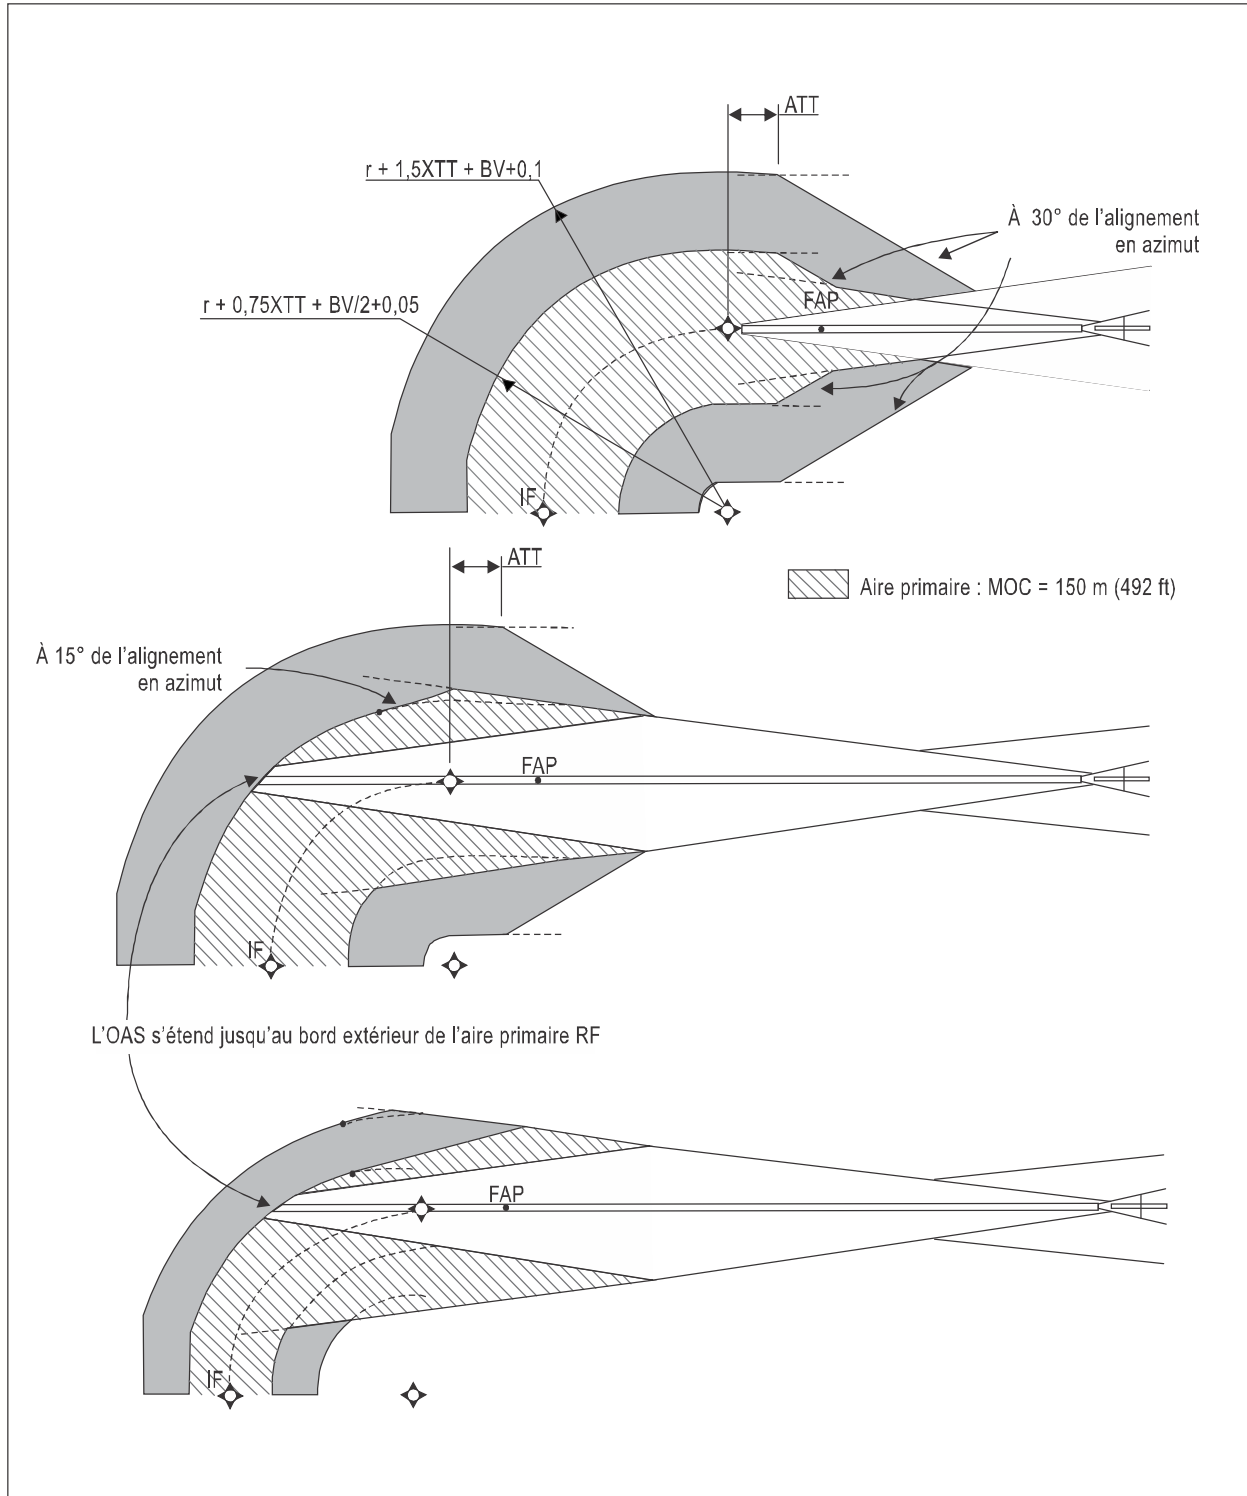 ATT
r + 1,5XTT + BV+0,1
À 30° de l'alignement
en azimut
r + 0,75XTT + BV/2+0,05
FAP
IF
ATT
Aire primaire : MOC = 150 m (492 ft)
À 15° de l'alignement
en azimut
FAP
IF
L'OAS s'étend jusqu'au bord extérieur de l'aire primaire RF
FAP
IF